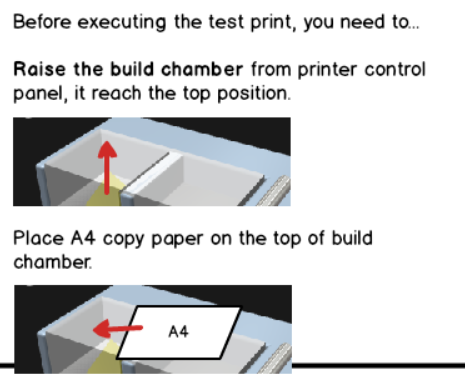 Before executing the test print, you need to...
Raise the build chamber from printer control
panel, it reach the top position.
Place A4 copy paper on the top of build
chamber.
A4